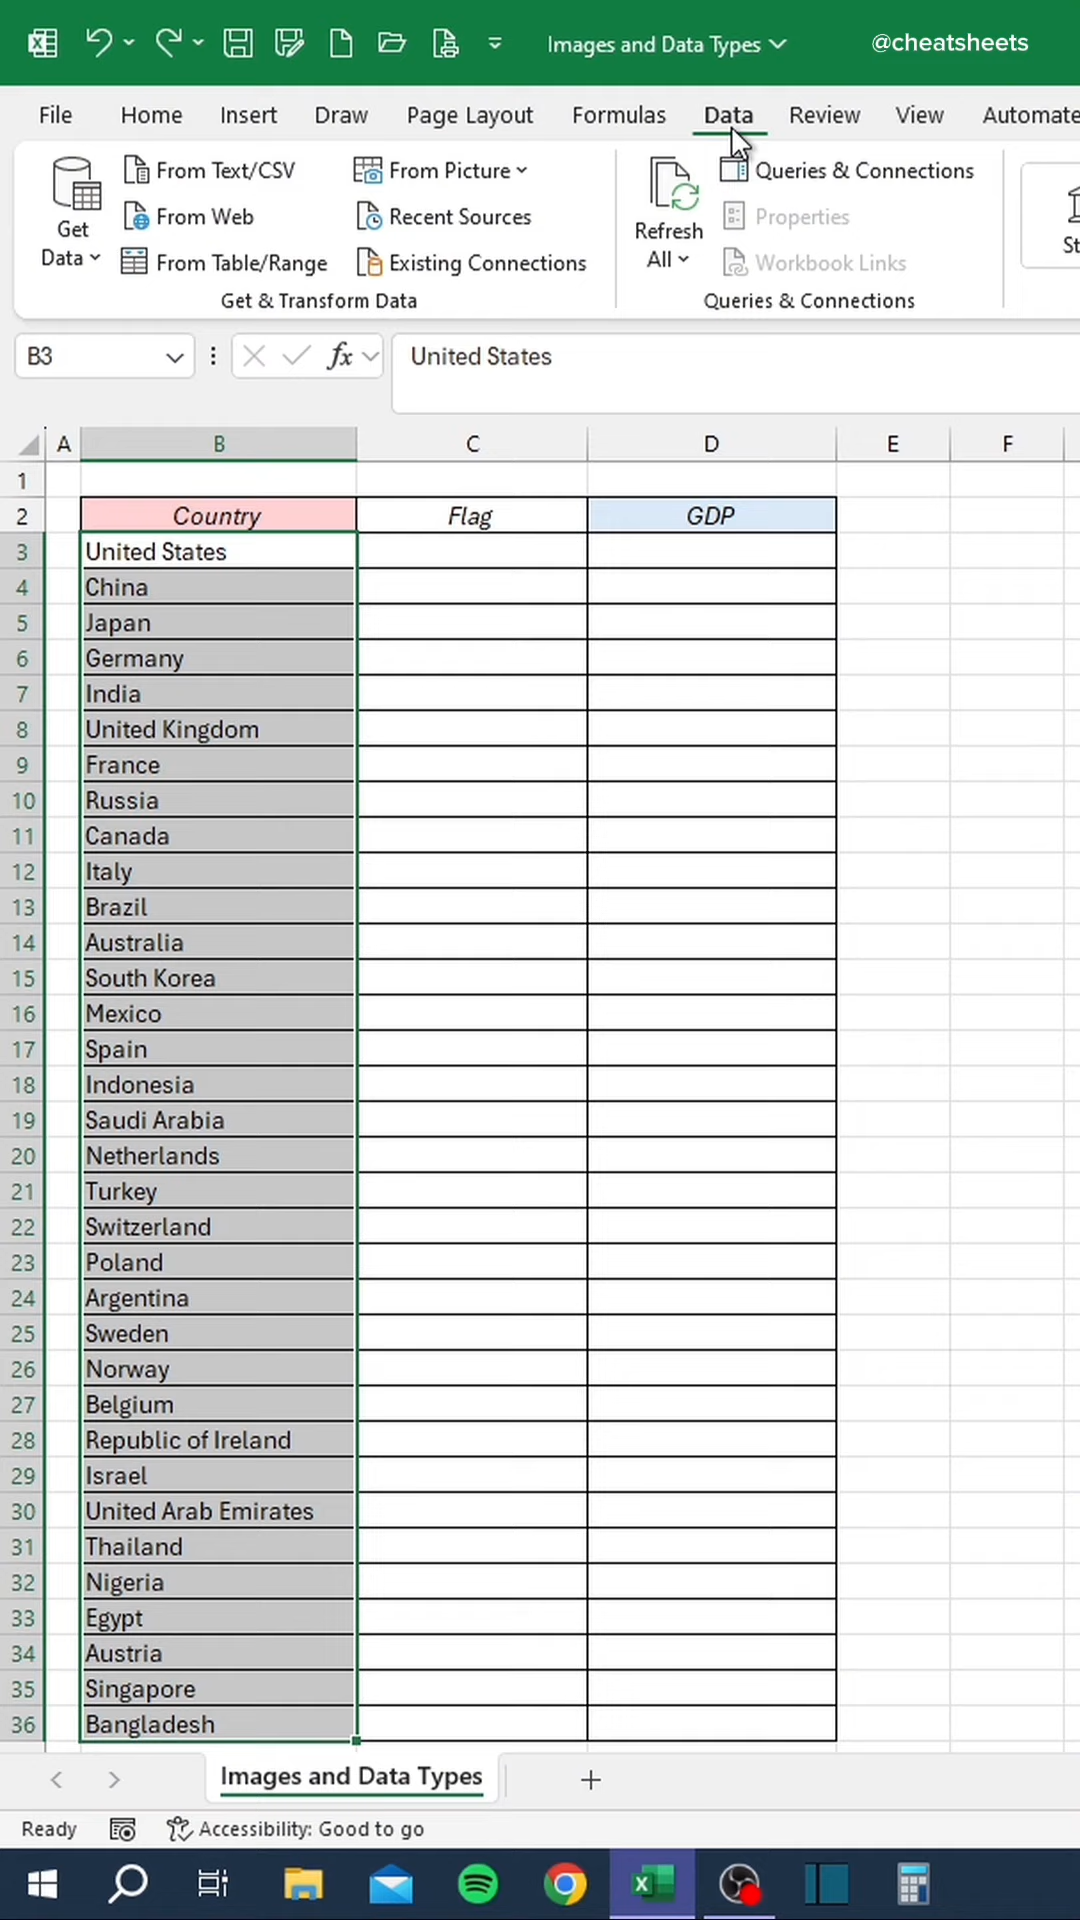 Images and Data Types
@cheatsheets
File Home Insert Draw Page Layout Formulas Data Review View Automate
Get Data
From Text/CSV
From Web
From Table/Range
From Picture
Recent Sources
Existing Connections
Get & Transform Data
Refresh All
Queries & Connections
Properties
Workbook Links
Queries & Connections
St
B3
fx
United States
A B C D E F
1
2 Country Flag GDP
3 United States
4 China
5 Japan
6 Germany
7 India
8 United Kingdom
9 France
10 Russia
11 Canada
12 Italy
13 Brazil
14 Australia
15 South Korea
16 Mexico
17 Spain
18 Indonesia
19 Saudi Arabia
20 Netherlands
21 Turkey
22 Switzerland
23 Poland
24 Argentina
25 Sweden
26 Norway
27 Belgium
28 Republic of Ireland
29 Israel
30 United Arab Emirates
31 Thailand
32 Nigeria
33 Egypt
34 Austria
35 Singapore
36 Bangladesh
Images and Data Types
Ready
Accessibility: Good to go